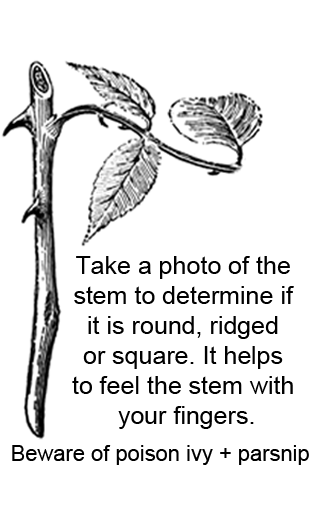 Take a photo of the
stem to determine if
it is round, ridged
or square. It helps
to feel the stem with
your fingers.
Beware of poison ivy + parsnip